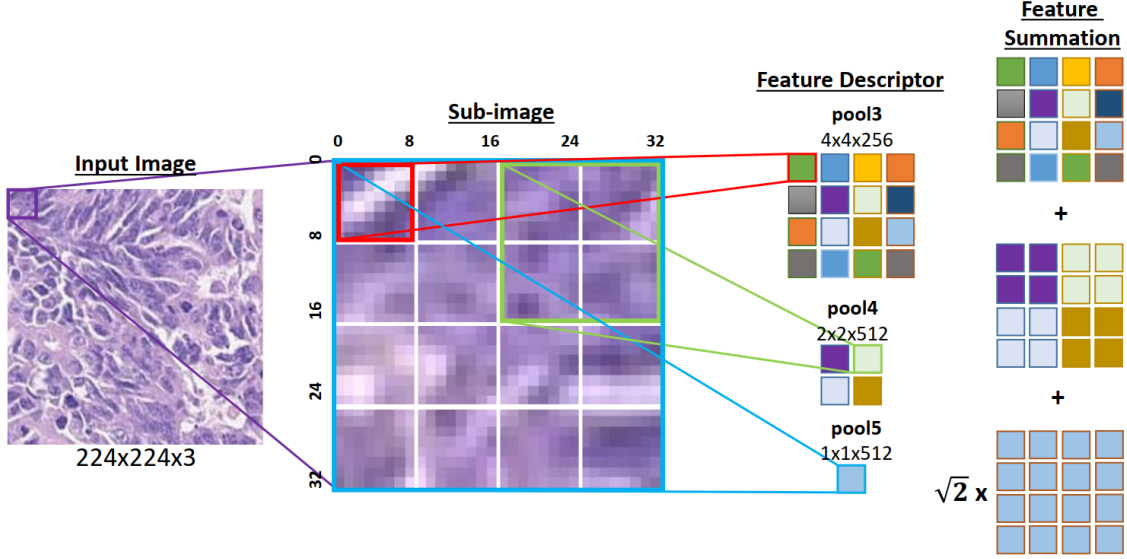 Input Image
224x224x3
Sub-image
0 8 16 24 32
0
8
16
24
32
Feature Descriptor
pool3
4x4x256
pool4
2x2x512
pool5
1x1x512
Feature
Summation
+
+
√2 x